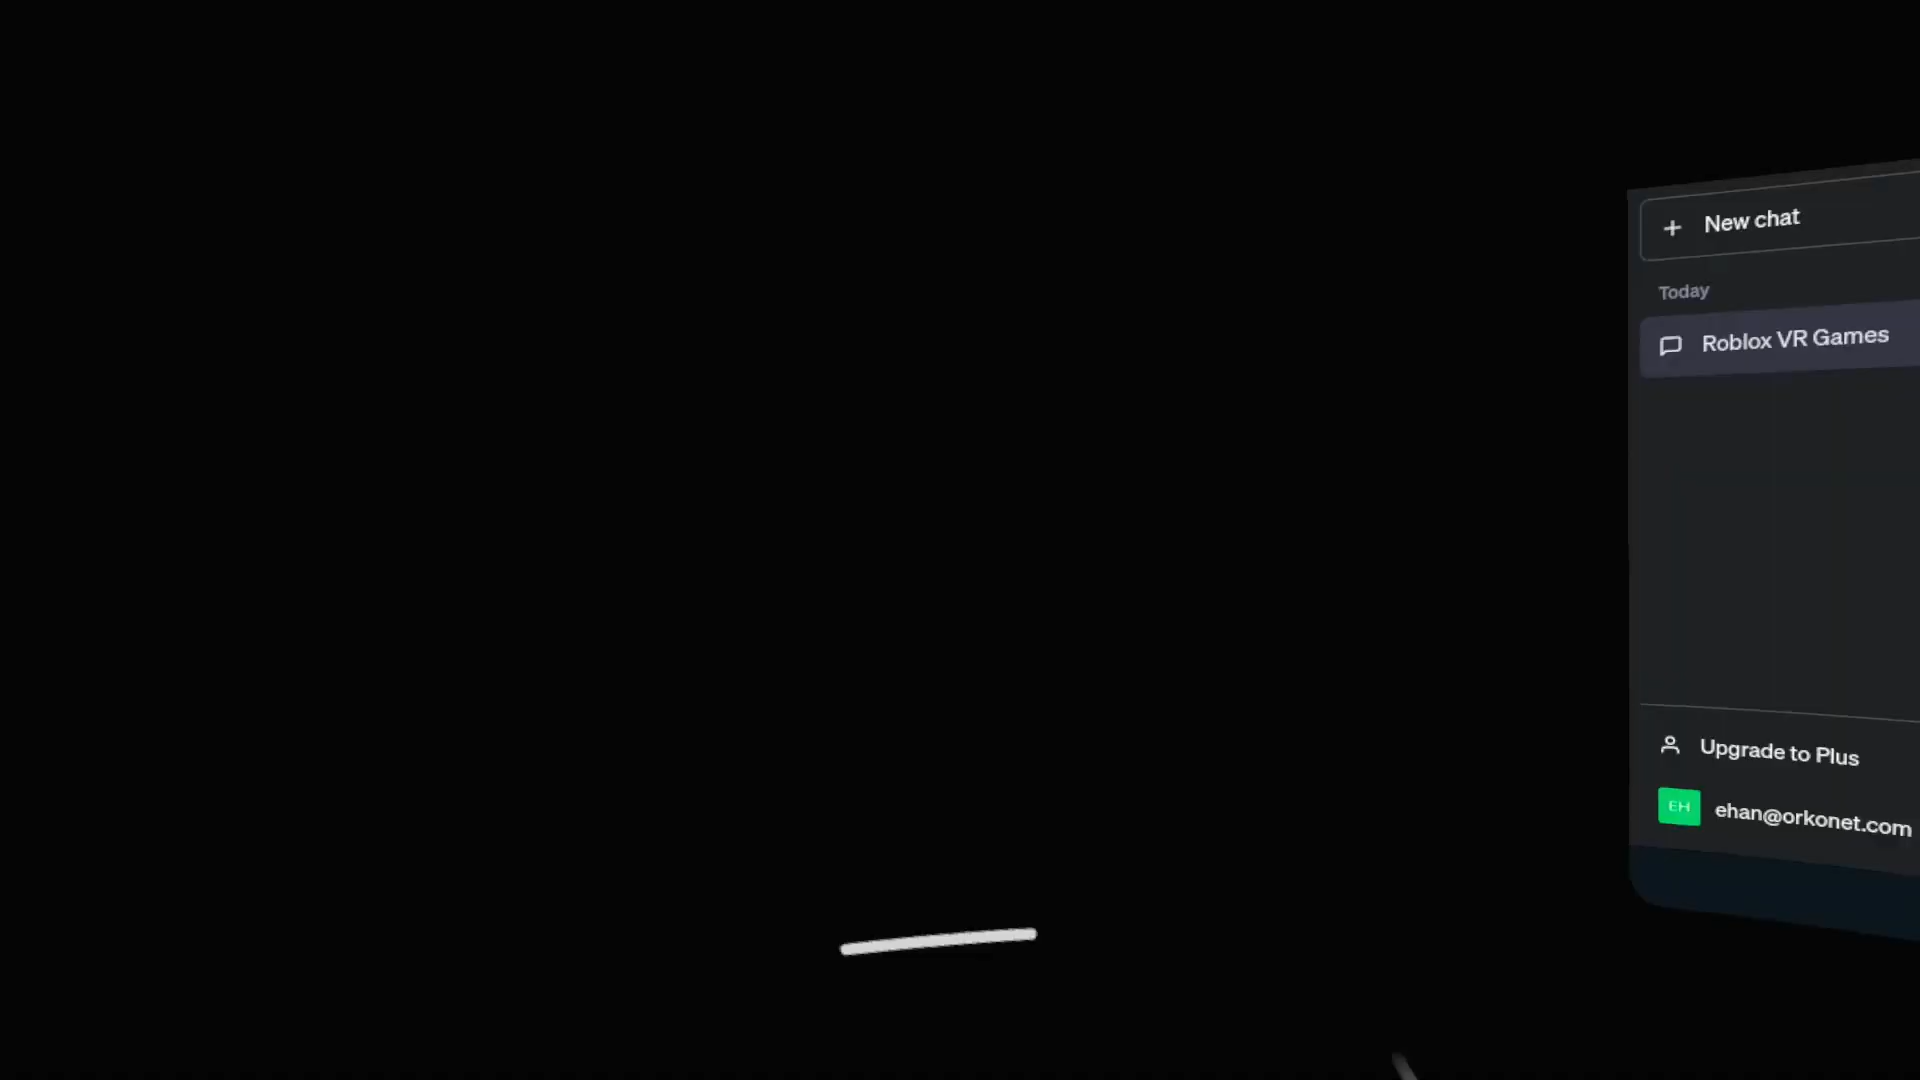 New chat
Today
Roblox VR Games
Upgrade to Plus
EH
ehan@orkonet.com